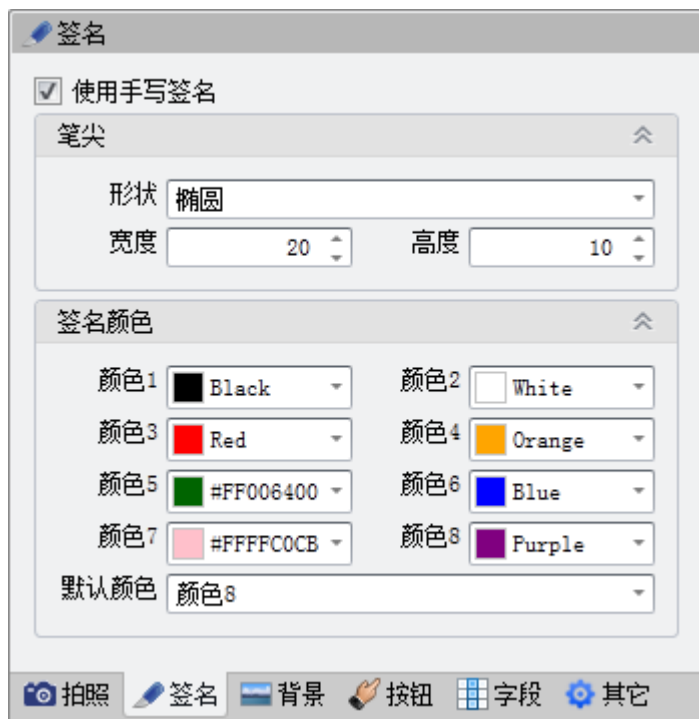 签名
使用手写签名
笔尖
形状 椭圆
宽度 20 高度 10
签名颜色
颜色1 Black 颜色2 White
颜色3 Red 颜色4 Orange
颜色5 #FF006400 颜色6 Blue
颜色7 #FFFFC0CB 颜色8 Purple
默认颜色 颜色8
拍照 签名 背景 按钮 字段 其它